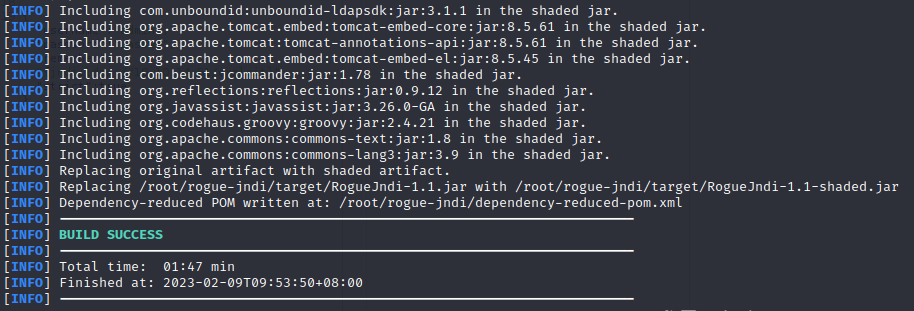 [INFO] Including com.unboundid:unboundid-ldapsdk:jar:3.1.1 in the shaded jar.
[INFO] Including org.apache.tomcat.embed:tomcat-embed-core:jar:8.5.61 in the shaded jar.
[INFO] Including org.apache.tomcat:tomcat-annotations-api:jar:8.5.61 in the shaded jar.
[INFO] Including org.apache.tomcat.embed:tomcat-embed-el:jar:8.5.45 in the shaded jar.
[INFO] Including com.beust:jcommander:jar:1.78 in the shaded jar.
[INFO] Including org.reflections:reflections:jar:0.9.12 in the shaded jar.
[INFO] Including org.javassist:javassist:jar:3.26.0-GA in the shaded jar.
[INFO] Including org.codehaus.groovy:groovy:jar:2.4.21 in the shaded jar.
[INFO] Including org.apache.commons:commons-text:jar:1.8 in the shaded jar.
[INFO] Including org.apache.commons:commons-lang3:jar:3.9 in the shaded jar.
[INFO] Replacing original artifact with shaded artifact.
[INFO] Replacing /root/rogue-jndi/target/RogueJndi-1.1.jar with /root/rogue-jndi/target/RogueJndi-1.1-shaded.jar
[INFO] Dependency-reduced POM written at: /root/rogue-jndi/dependency-reduced-pom.xml
[INFO] ------------------------------------------------------------------------
[INFO] BUILD SUCCESS
[INFO] ------------------------------------------------------------------------
[INFO] Total time:  01:47 min
[INFO] Finished at: 2023-02-09T09:53:50+08:00
[INFO] ------------------------------------------------------------------------